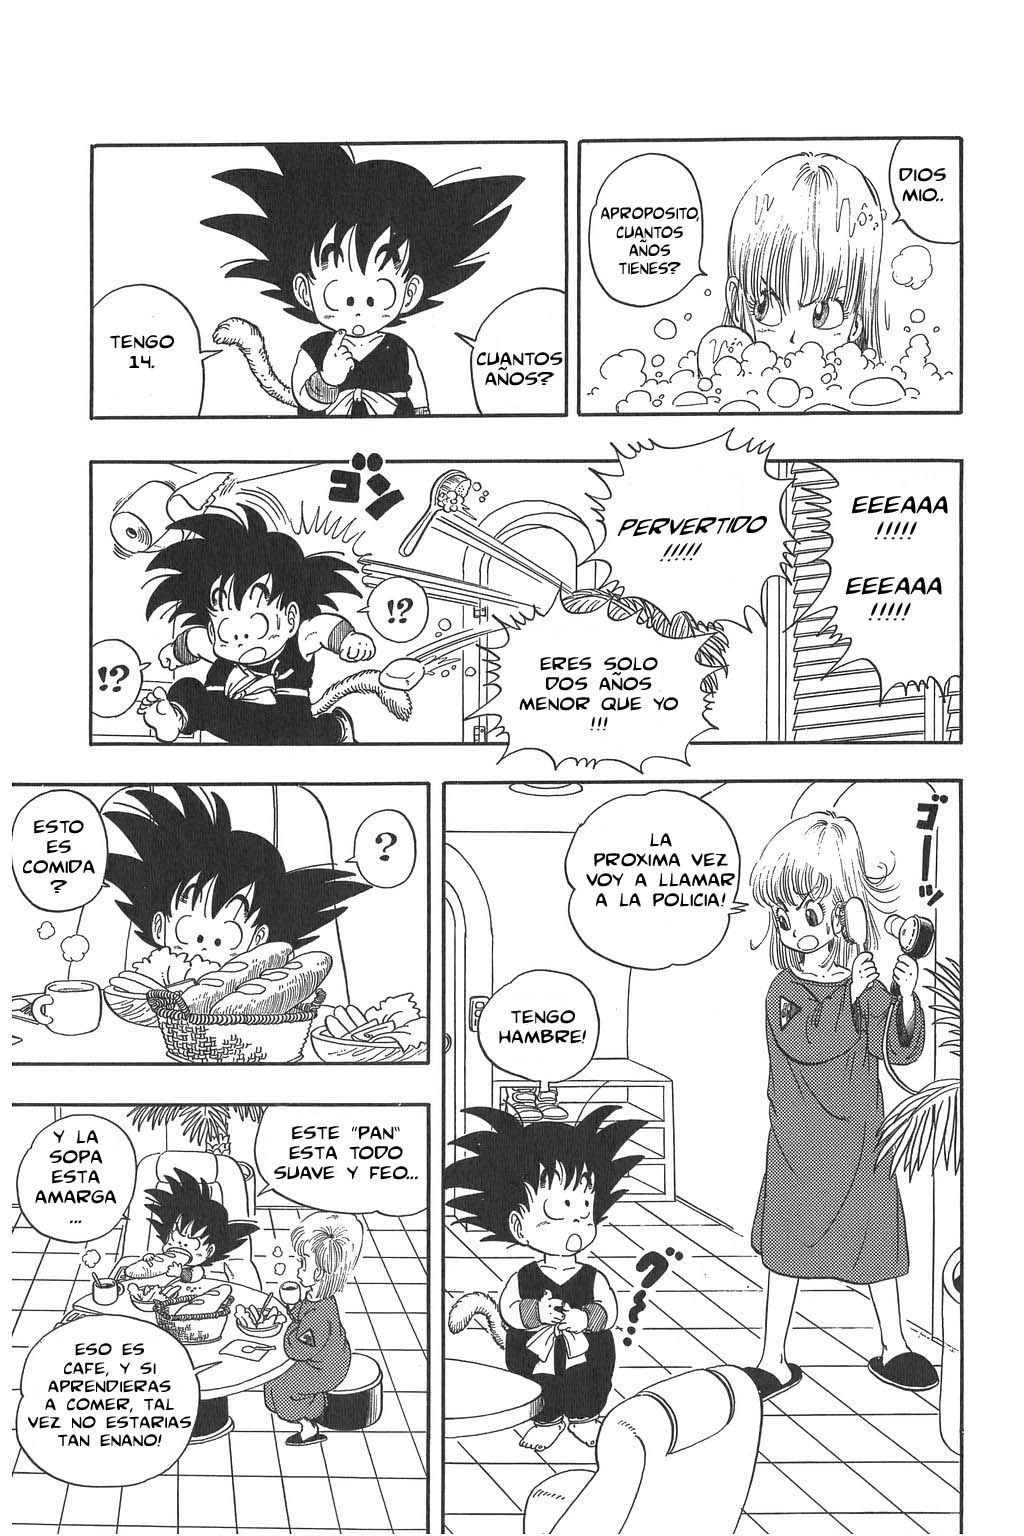 DIOS
MIO..
APROPOSITO,
CUANTOS
AÑOS
TIENES?
CUANTOS
AÑOS?
TENGO
14.
EEEAAA
!!!!!
EEEAAA
!!!!!
PERVERTIDO
!!!!!
ERES SOLO
DOS AÑOS
MENOR QUE YO
!!!
ゴン
!?
!?
LA
PROXIMA VEZ
VOY A LLAMAR
A LA POLICIA!
ゴーッ
TENGO
HAMBRE!
グ~
?
ESTO
ES
COMIDA
?
ESTE "PAN"
ESTA TODO
SUAVE Y FEO...
Y LA
SOPA
ESTA
AMARGA
...
ESO ES
CAFE, Y SI
APRENDIERAS
A COMER, TAL
VEZ NO ESTARIAS
TAN ENANO!